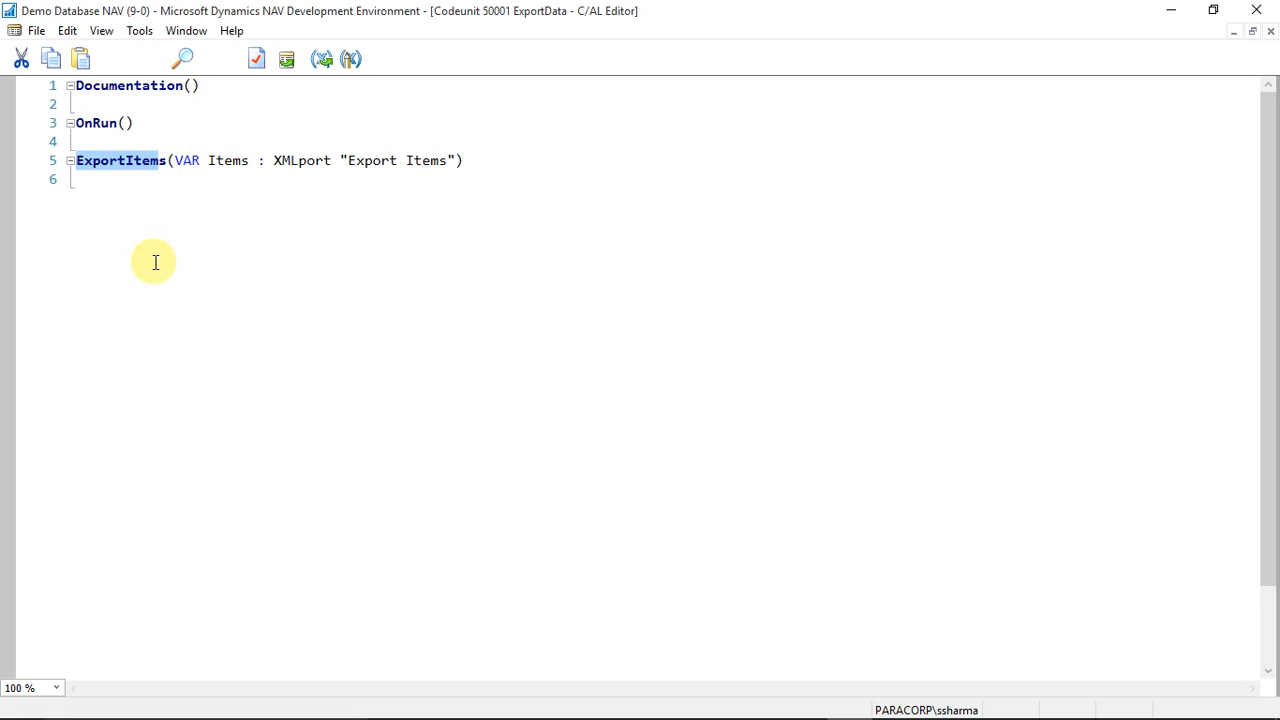 Demo Database NAV (9-0) - Microsoft Dynamics NAV Development Environment - [Codeunit 50001 ExportData - C/AL Editor]
File Edit View Tools Window Help
1 Documentation()
2
3 OnRun()
4
5 ExportItems(VAR Items : XMLport "Export Items")
6
100 %
PARACORP\ssharma